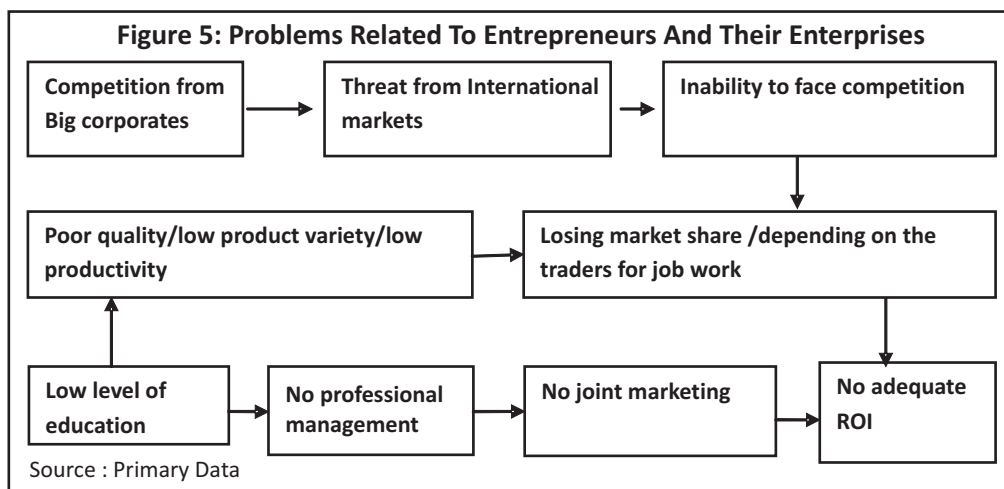 Figure 5: Problems Related To Entrepreneurs And Their Enterprises
Competition from
Big corporates
Threat from International
markets
Inability to face competition
Poor quality/low product variety/low
productivity
Losing market share /depending on the
traders for job work
Low level of
education
No professional
management
No joint marketing
No adequate
ROI
Source : Primary Data